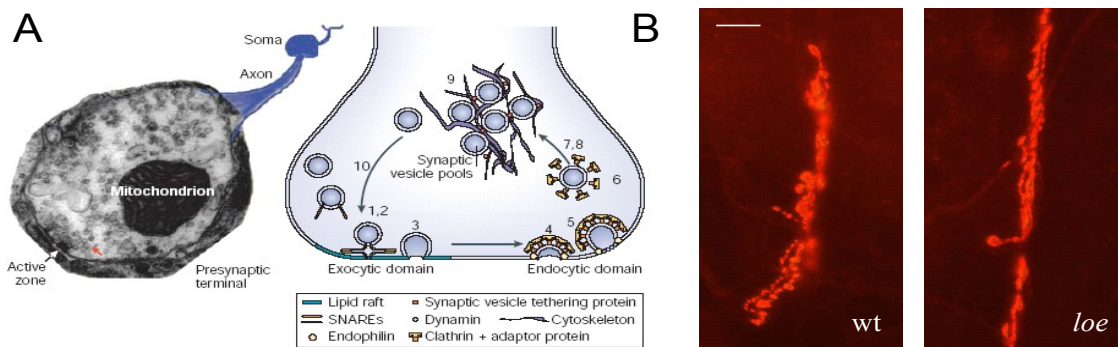 A
Soma
Axon
Mitochondrion
Active
zone
Presynaptic
terminal
9
10
Synaptic
vesicle pools
7,8
6
1,2
3
4
5
Exocytic domain
Endocytic domain
Lipid raft
Synaptic vesicle tethering protein
SNAREs
Dynamin
Cytoskeleton
Endophilin
Clathrin + adaptor protein
B
wt
loe